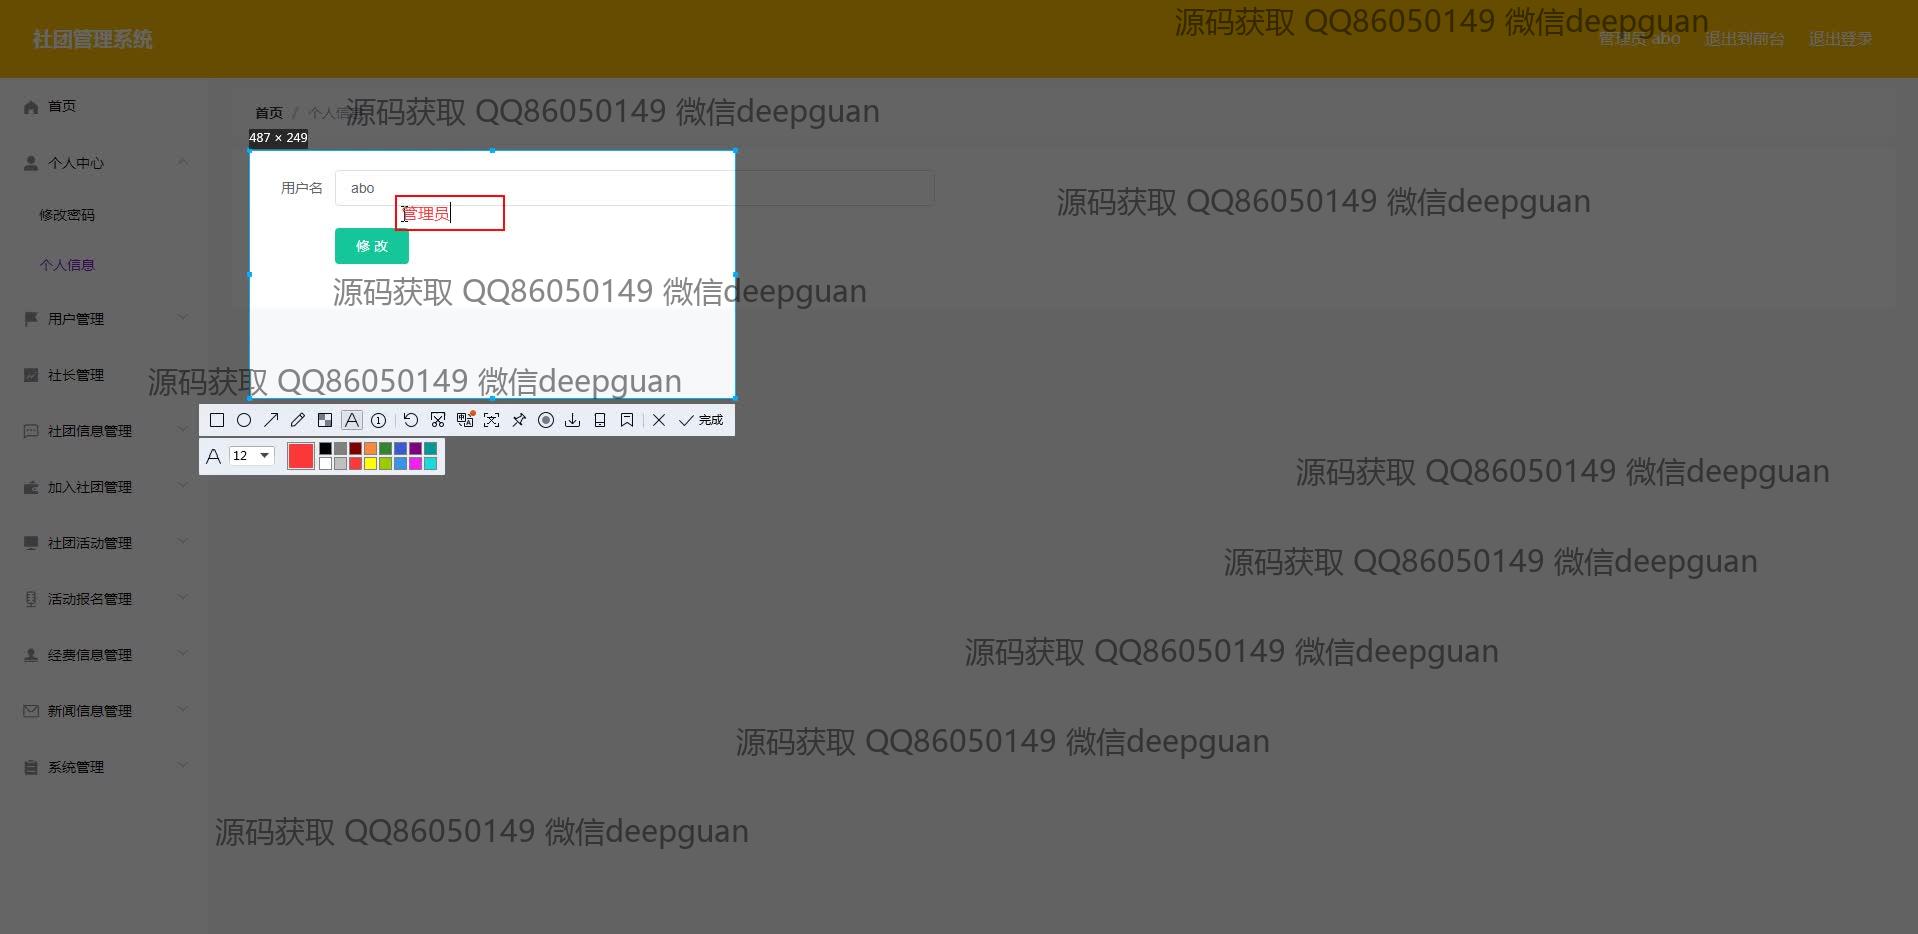 源码获取 QQ86050149 微信deepguan
社团管理系统
管理员 abo 退出到前台 退出登录
首页
首页 / 个人信息
源码获取 QQ86050149 微信deepguan
487 × 249
个人中心
用户名 abo
源码获取 QQ86050149 微信deepguan
管理员
修改密码
修 改
个人信息
源码获取 QQ86050149 微信deepguan
用户管理
社长管理
源码获取 QQ86050149 微信deepguan
A 1 完成
社团信息管理
A 12
源码获取 QQ86050149 微信deepguan
加入社团管理
社团活动管理
源码获取 QQ86050149 微信deepguan
活动报名管理
经费信息管理
源码获取 QQ86050149 微信deepguan
新闻信息管理
源码获取 QQ86050149 微信deepguan
系统管理
源码获取 QQ86050149 微信deepguan